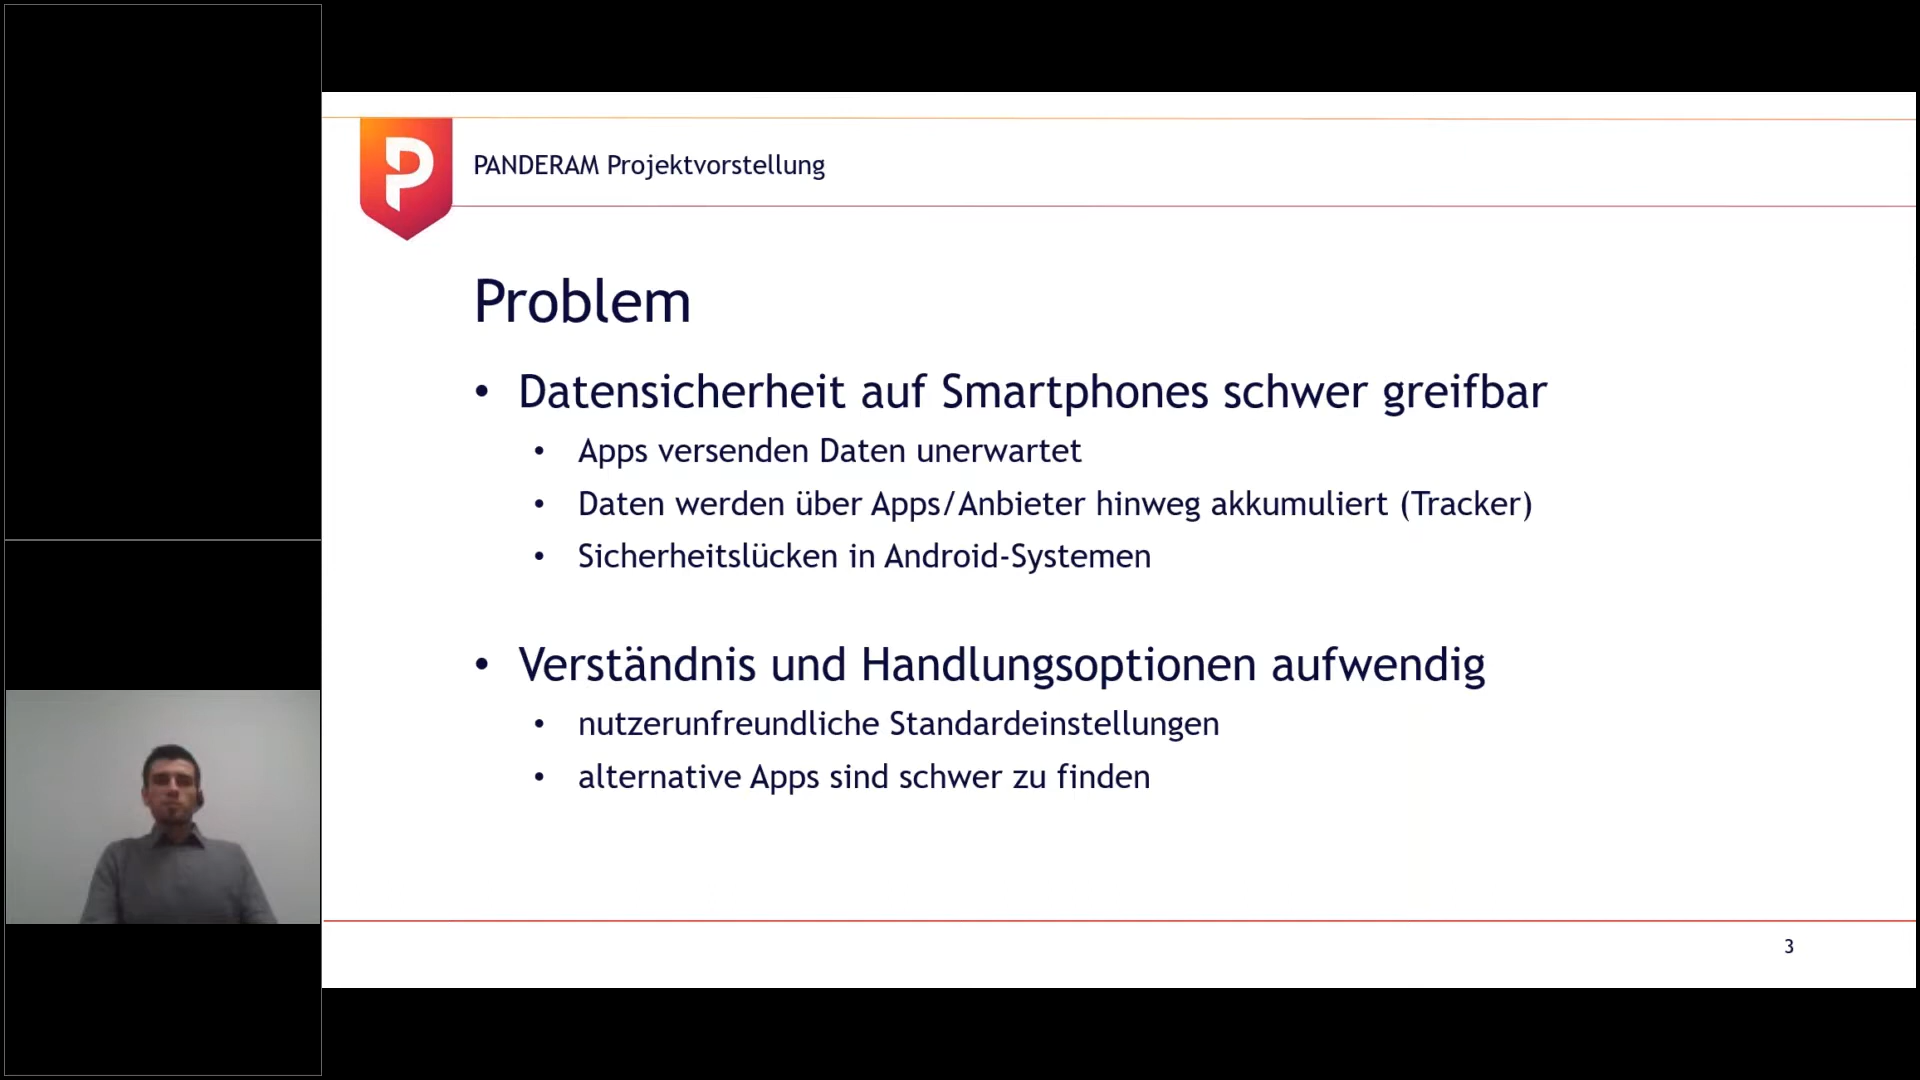 P
PANDERAM Projektvorstellung
Problem
• Datensicherheit auf Smartphones schwer greifbar
• Apps versenden Daten unerwartet
• Daten werden über Apps/Anbieter hinweg akkumuliert (Tracker)
• Sicherheitslücken in Android-Systemen
• Verständnis und Handlungsoptionen aufwendig
• nutzerunfreundliche Standardeinstellungen
• alternative Apps sind schwer zu finden
3